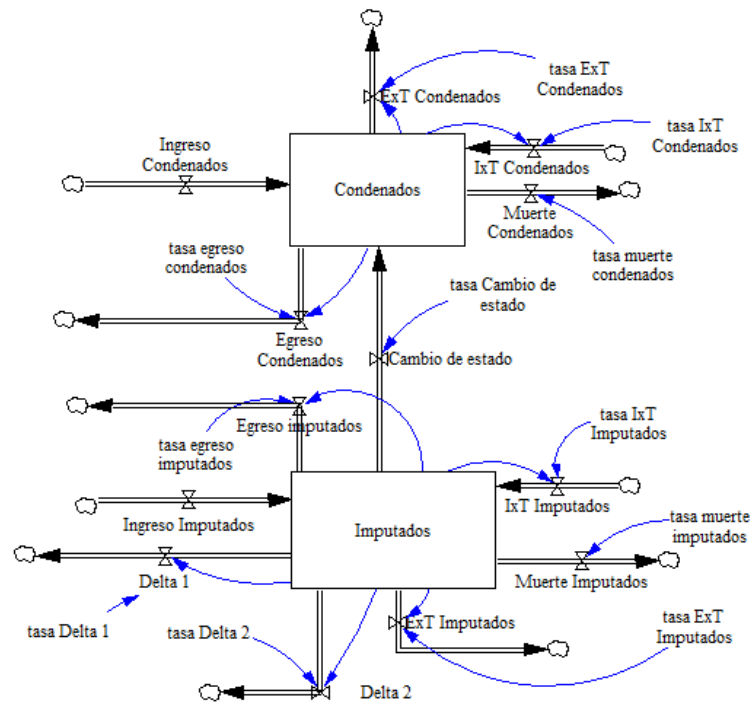 tasa ExT
Condenados
ExT Condenados
Ingreso
Condenados
tasa IxT
Condenados
IxT Condenados
Condenados
Muerte
Condenados
tasa egreso
condenados
tasa muerte
condenados
tasa Cambio de
estado
Egreso
Condenados
Cambio de estado
Egreso imputados
tasa IxT
Imputados
tasa egreso
imputados
IxT Imputados
Ingreso Imputados
Imputados
tasa muerte
imputados
Delta 1
Muerte Imputados
tasa Delta 1
tasa Delta 2
ExT Imputados
tasa ExT
Imputados
Delta 2